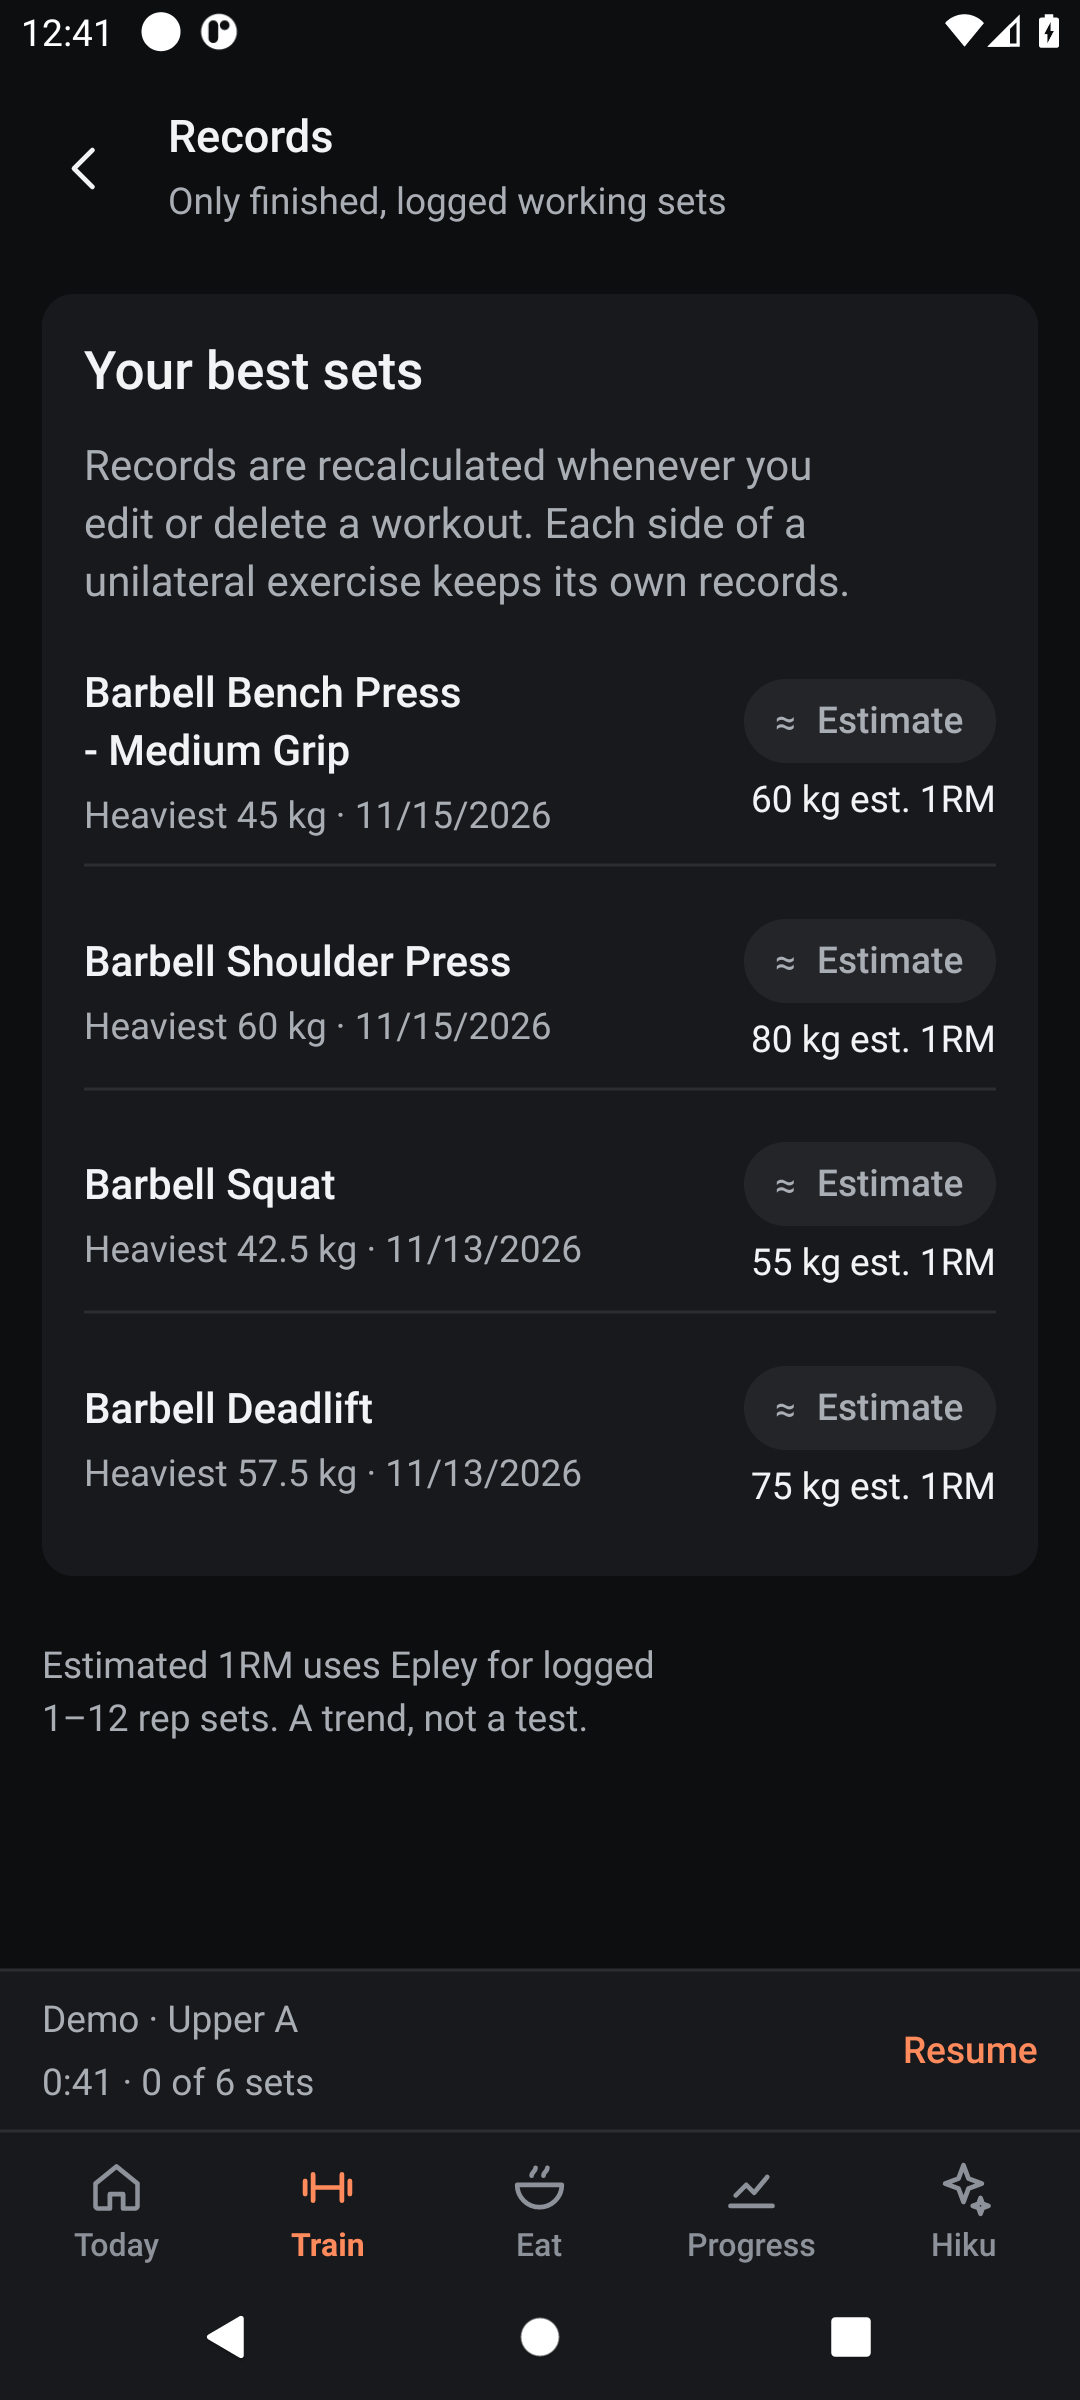 12:41
Records
Only finished, logged working sets
Your best sets
Records are recalculated whenever you
edit or delete a workout. Each side of a
unilateral exercise keeps its own records.
Barbell Bench Press
- Medium Grip
Heaviest 45 kg · 11/15/2026
≈ Estimate
60 kg est. 1RM
Barbell Shoulder Press
Heaviest 60 kg · 11/15/2026
≈ Estimate
80 kg est. 1RM
Barbell Squat
Heaviest 42.5 kg · 11/13/2026
≈ Estimate
55 kg est. 1RM
Barbell Deadlift
Heaviest 57.5 kg · 11/13/2026
≈ Estimate
75 kg est. 1RM
Estimated 1RM uses Epley for logged
1–12 rep sets. A trend, not a test.
Demo · Upper A
0:41 · 0 of 6 sets
Resume
Today
Train
Eat
Progress
Hiku